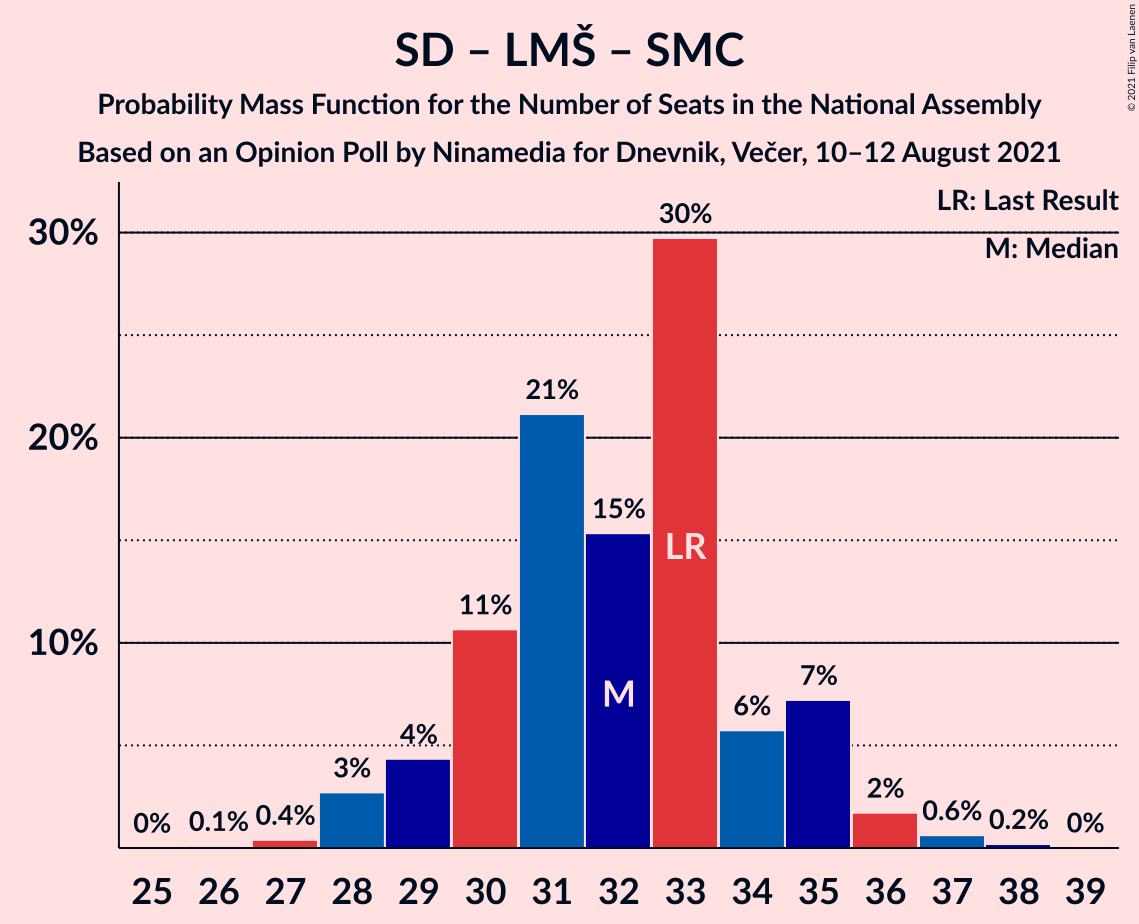 SD – LMŠ – SMC
Probability Mass Function for the Number of Seats in the National Assembly
Based on an Opinion Poll by Ninamedia for Dnevnik, Večer, 10–12 August 2021
© 2021 Filip van Laenen
LR: Last Result
M: Median
30%
20%
10%
0%
0.1%
0.4%
3%
4%
11%
21%
15%
30%
6%
7%
2%
0.6%
0.2%
0%
LR
M
25 26 27 28 29 30 31 32 33 34 35 36 37 38 39